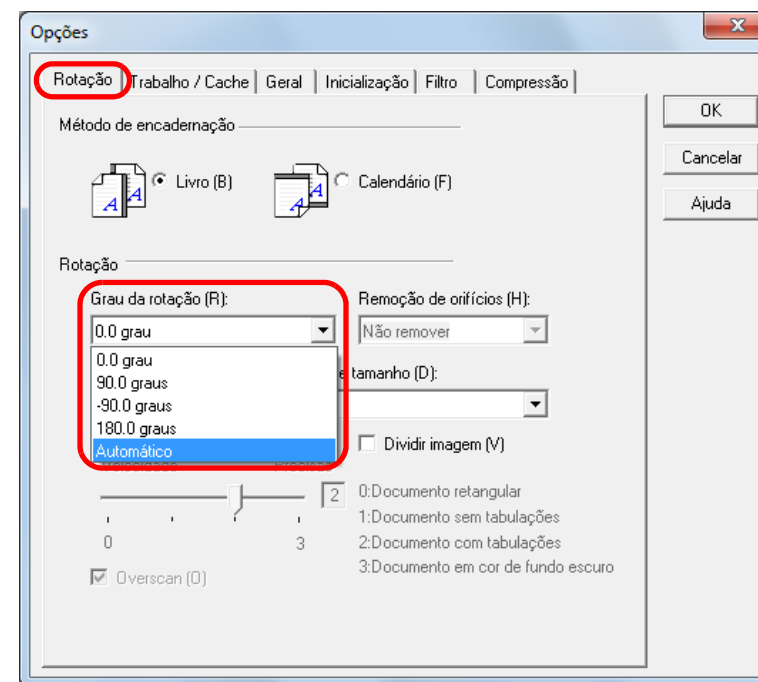 Opções
Rotação Trabalho / Cache Geral Inicialização Filtro Compressão
OK
Cancelar
Ajuda
Método de encadernação
Livro (B) Calendário (F)
Rotação
Grau da rotação (R): Remoção de orifícios (H):
0.0 grau Não remover
0.0 grau
tamanho (D):
90.0 graus
-90.0 graus
180.0 graus
Automático Dividir imagem (V)
2 0:Documento retangular
1:Documento sem tabulações
0 3 2:Documento com tabulações
3:Documento em cor de fundo escuro
Overscan (O)